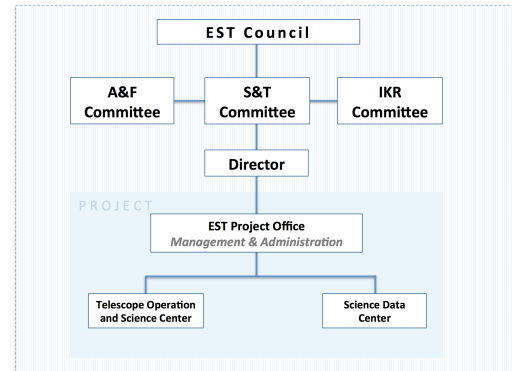 EST Council
A&F
Committee
S&T
Committee
IKR
Committee
Director
PROJECT
EST Project Office
Management & Administration
Telescope Operation
and Science Center
Science Data
Center